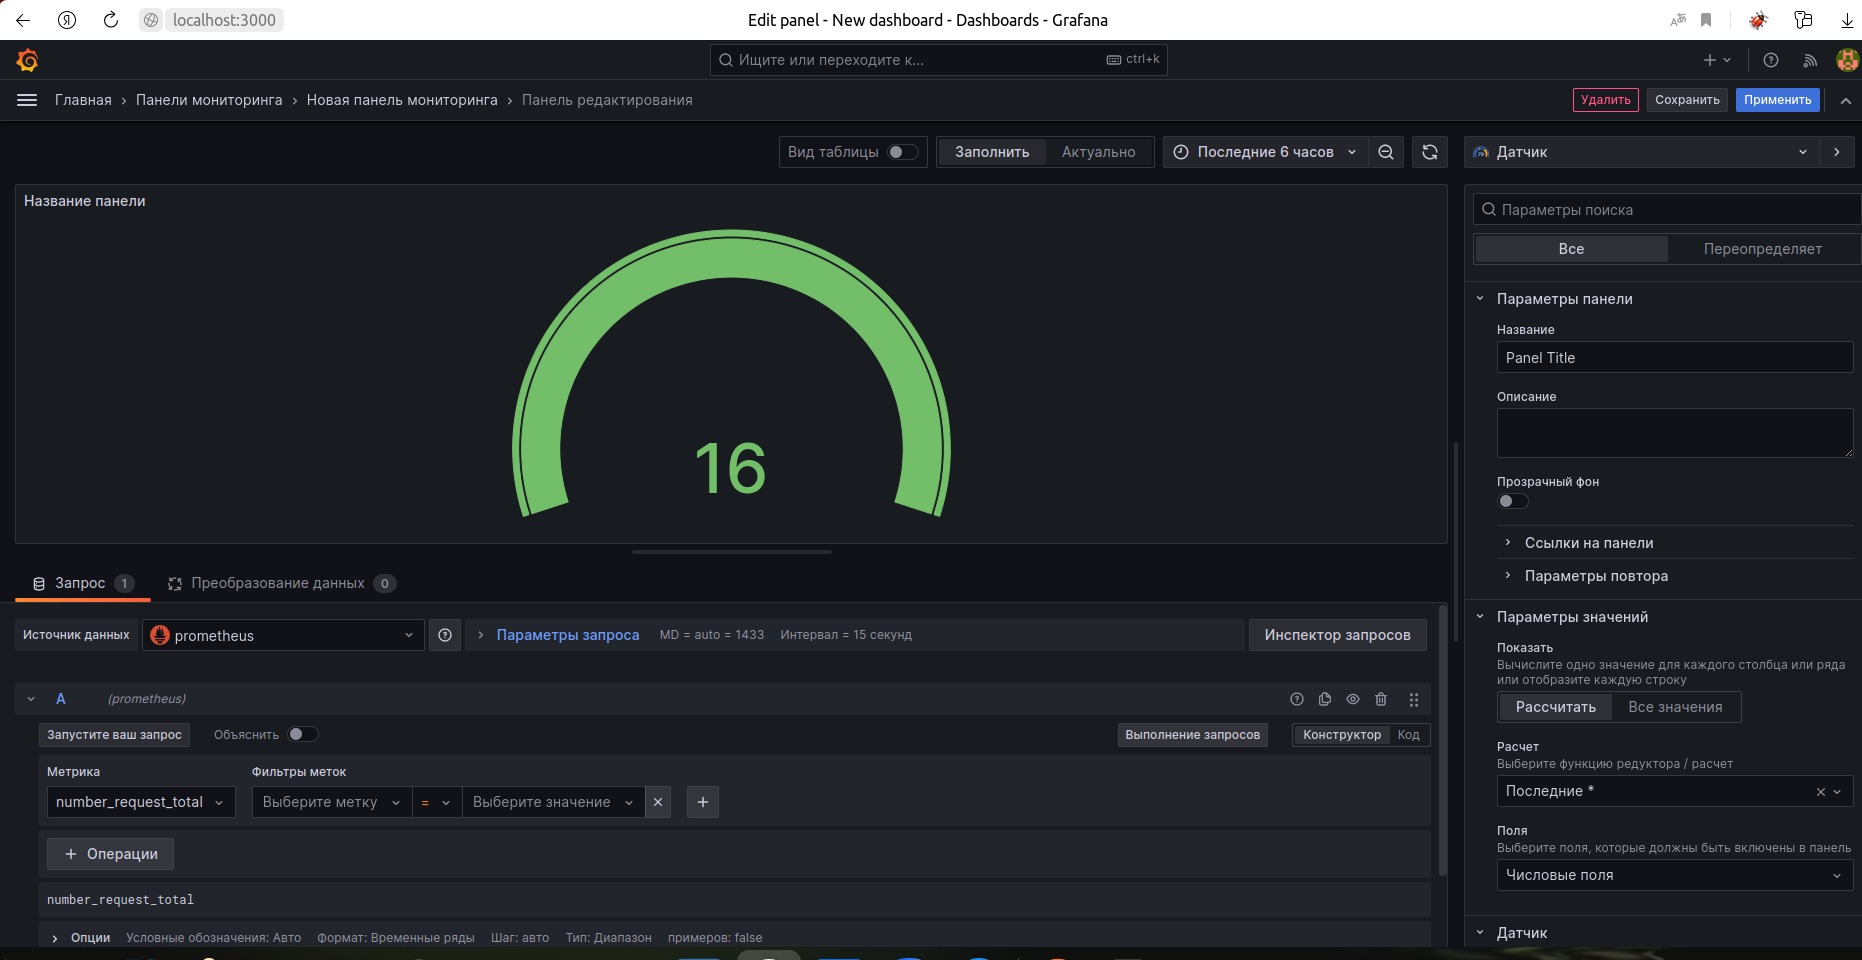 localhost:3000
Edit panel - New dashboard - Dashboards - Grafana
Ищите или переходите к...
ctrl+k
Главная › Панели мониторинга › Новая панель мониторинга › Панель редактирования
Удалить
Сохранить
Применить
Вид таблицы
Заполнить
Актуально
Последние 6 часов
Датчик
Название панели
16
Параметры поиска
Все
Переопределяет
Параметры панели
Название
Panel Title
Описание
Прозрачный фон
Ссылки на панели
Параметры повтора
Параметры значений
Показать
Вычислите одно значение для каждого столбца или ряда
или отобразите каждую строку
Рассчитать
Все значения
Расчет
Выберите функцию редуктора / расчет
Последние *
Поля
Выберите поля, которые должны быть включены в панель
Числовые поля
Датчик
Запрос 1
Преобразование данных 0
Источник данных
prometheus
Параметры запроса
MD = auto = 1433
Интервал = 15 секунд
Инспектор запросов
A
(prometheus)
Запустите ваш запрос
Объяснить
Выполнение запросов
Конструктор
Код
Метрика
Фильтры меток
number_request_total
Выберите метку
=
Выберите значение
+ Операции
number_request_total
Опции
Условные обозначения: Авто
Формат: Временные ряды
Шаг: авто
Тип: Диапазон
примеров: false